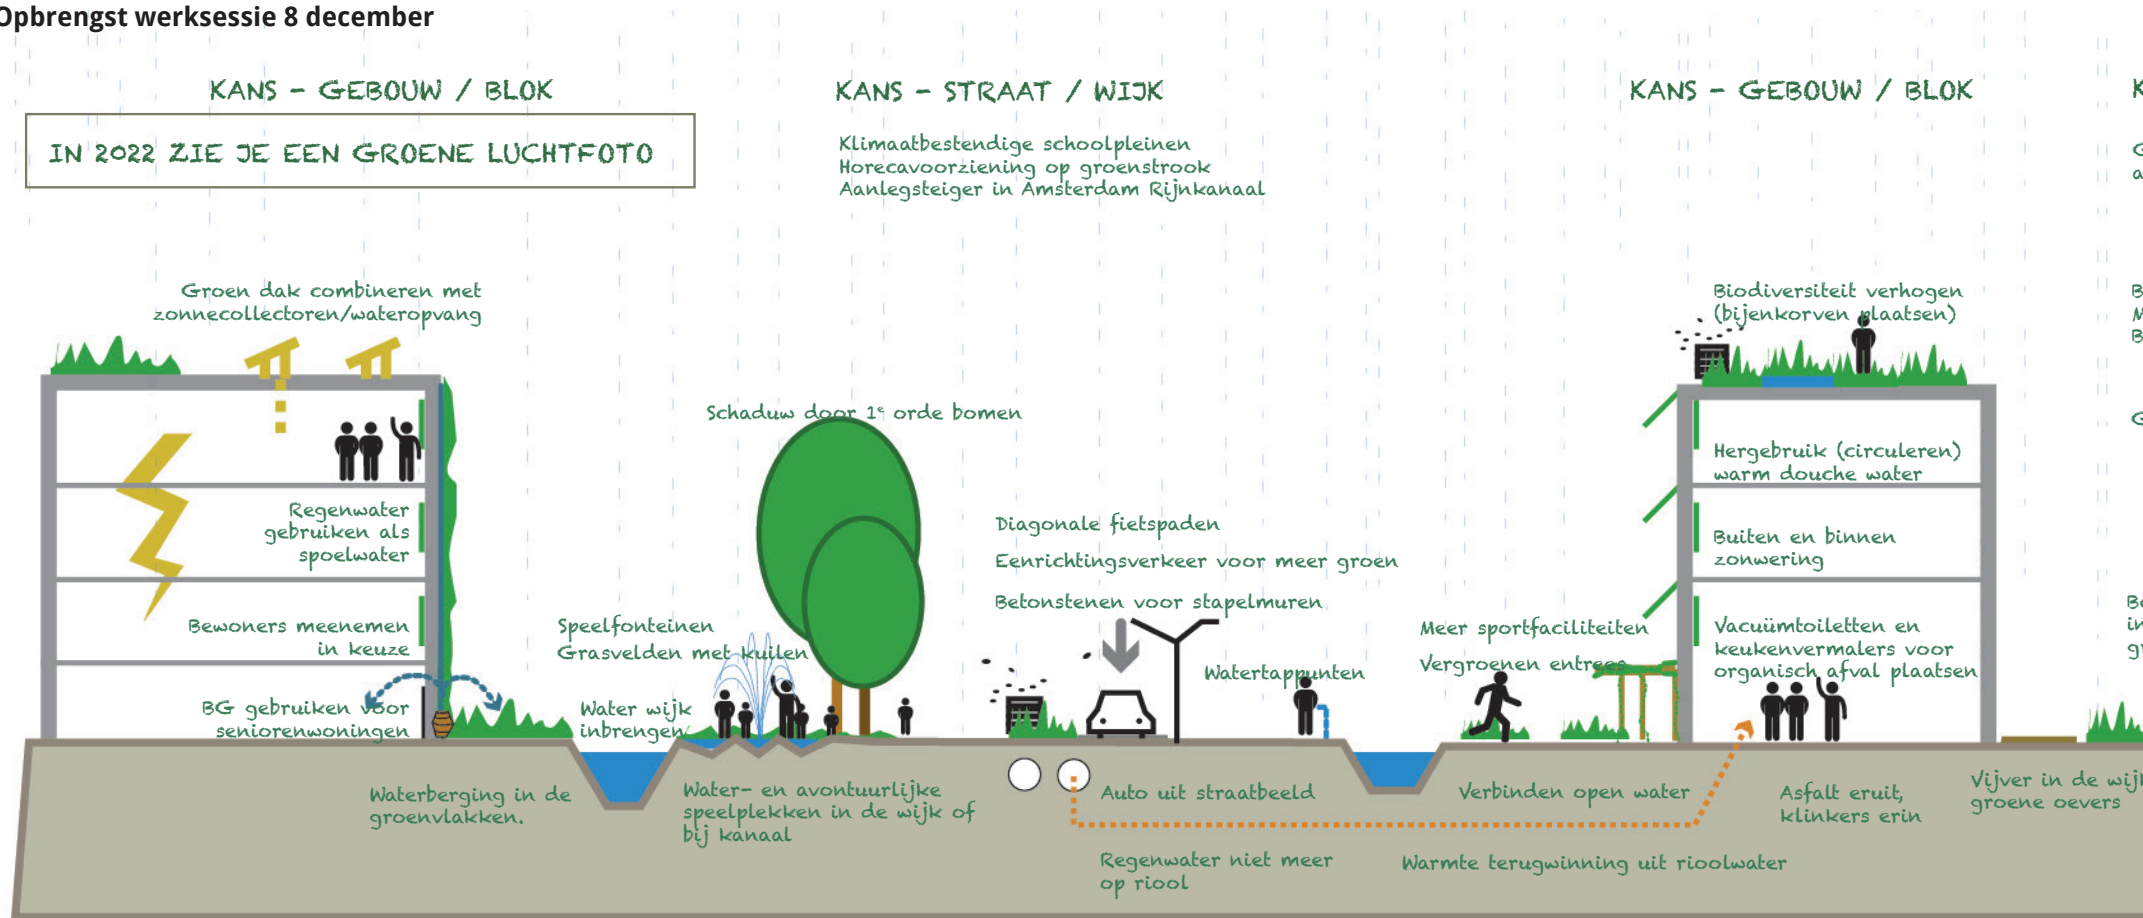 Opbrengst werksessie 8 december
KANS - GEBOUW / BLOK
IN 2022 ZIE JE EEN GROENE LUCHTFOTO
Groen dak combineren met
zonnecollectoren/wateropvang
Regenwater
gebruiken als
spoelwater
Bewoners meenemen
in keuze
BG gebruiken voor
seniorenwoningen
Waterberging in de
groenvlakken.
KANS - STRAAT / WIJK
Klimaatbestendige schoolpleinen
Horecavoorziening op groenstrook
Aanlegsteiger in Amsterdam Rijnkanaal
Schaduw door 1e orde bomen
Speelfonteinen
Grasvelden met kuilen
Water wijk
inbrengen
Water- en avontuurlijke
speelplekken in de wijk of
bij kanaal
Diagonale fietspaden
Eenrichtingsverkeer voor meer groen
Betonstenen voor stapelmuren
Watertappunten
Auto uit straatbeeld
Regenwater niet meer
op riool
Meer sportfaciliteiten
Vergroenen entrees
Verbinden open water
Warmte terugwinning uit rioolwater
KANS - GEBOUW / BLOK
Biodiversiteit verhogen
(bijenkorven plaatsen)
Hergebruik (circuleren)
warm douche water
Buiten en binnen
zonwering
Vacuümtoiletten en
keukenvermalers voor
organisch afval plaatsen
Asfalt eruit,
klinkers erin
Vijver in de wijk
groene oevers